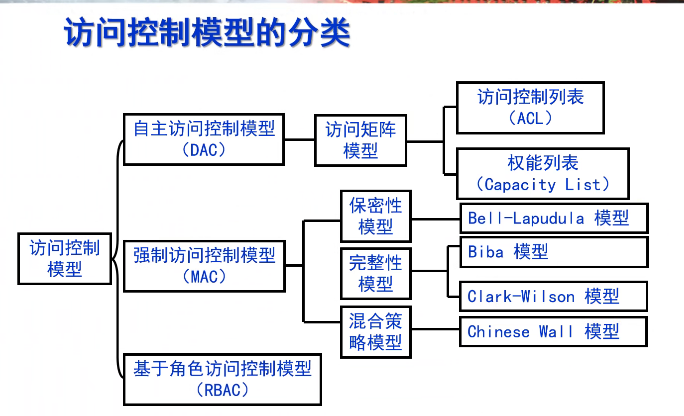 访问控制模型的分类
访问控制
模型
自主访问控制模型
（DAC）
访问矩阵
模型
访问控制列表
（ACL）
权能列表
（Capacity List）
强制访问控制模型
（MAC）
保密性
模型
Bell-Lapudula 模型
完整性
模型
Biba 模型
Clark-Wilson 模型
混合策
略模型
Chinese Wall 模型
基于角色访问控制模型
（RBAC）